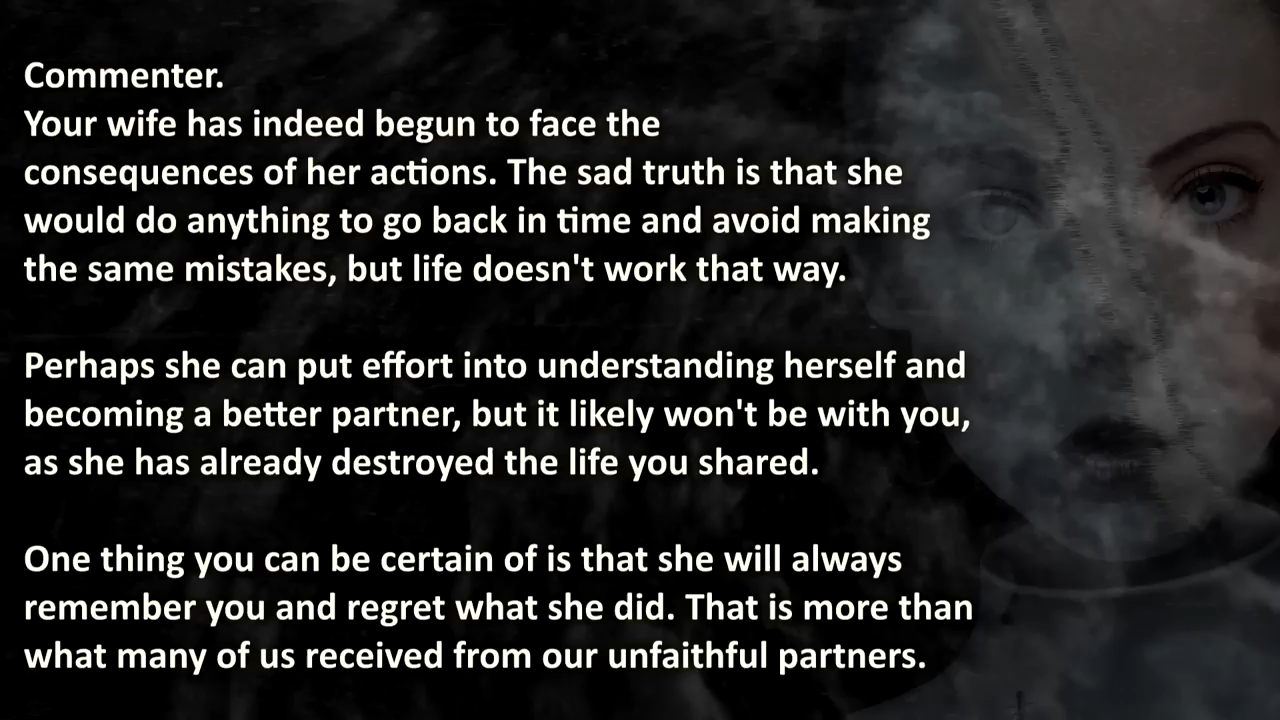 Commenter.
Your wife has indeed begun to face the
consequences of her actions. The sad truth is that she
would do anything to go back in time and avoid making
the same mistakes, but life doesn't work that way.
Perhaps she can put effort into understanding herself and
becoming a better partner, but it likely won't be with you,
as she has already destroyed the life you shared.
One thing you can be certain of is that she will always
remember you and regret what she did. That is more than
what many of us received from our unfaithful partners.